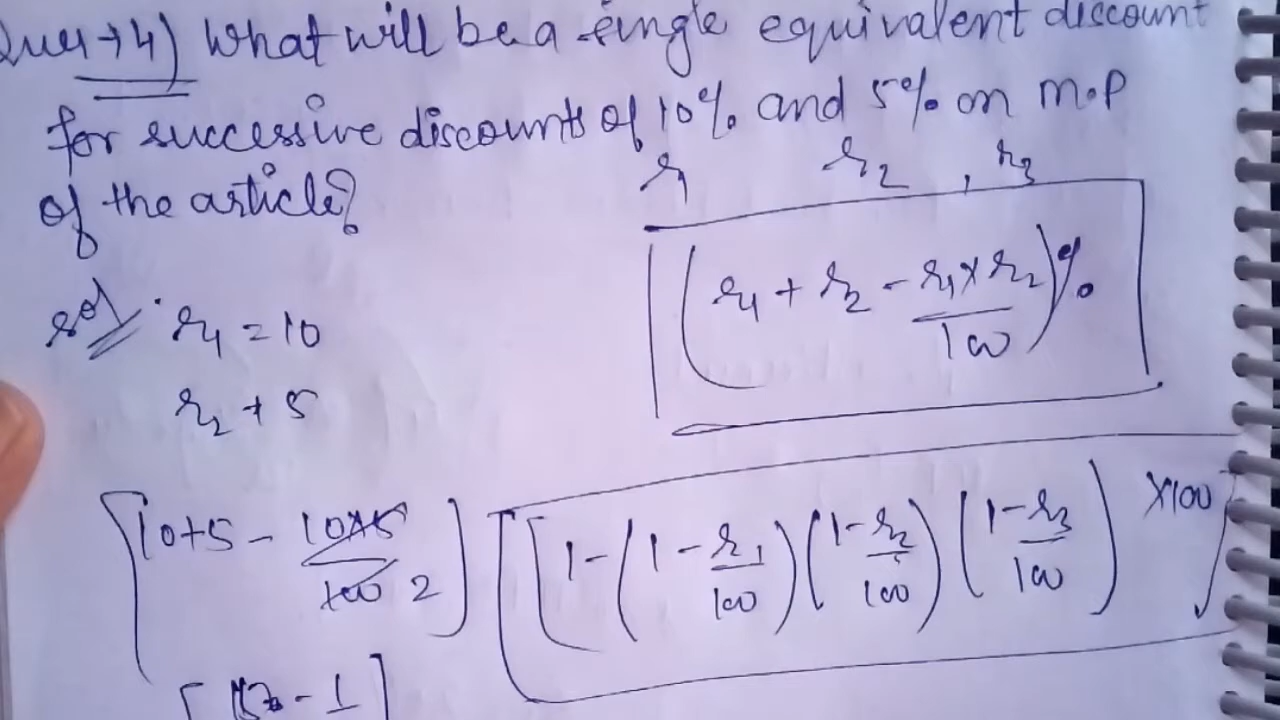 Ques→4) What will be a single equivalent discount
for successive discounts of 10% and 5% on M.P
of the article?
r1 r2 , r3
(r1 + r2 - r1×r2/100)%
Sol. r1 = 10
r2 + 5
[10+5 - 10×5/100 2]
[1-(1-r1/100)(1-r2/100)(1-r3/100) ×100]
- 1]